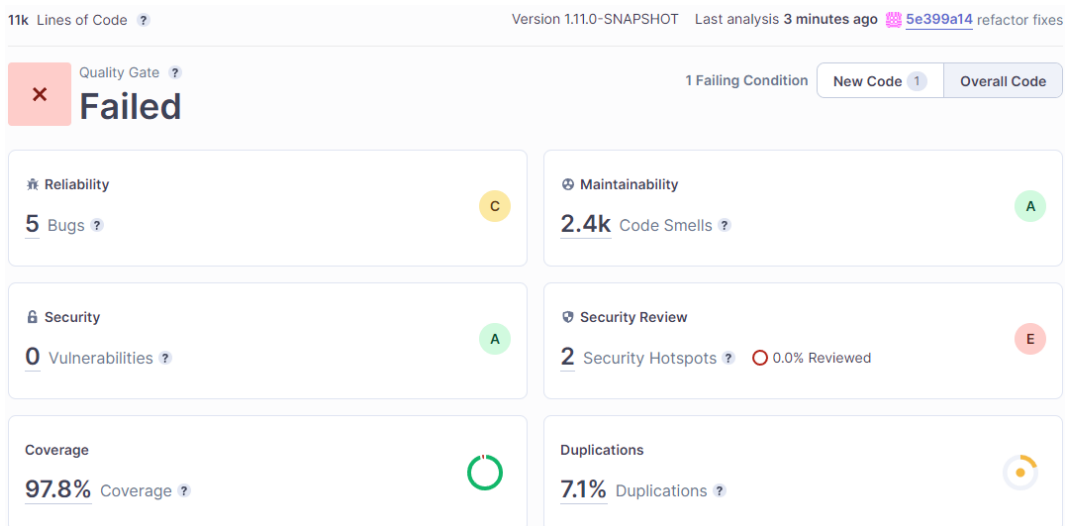 11k Lines of Code ? Version 1.11.0-SNAPSHOT Last analysis 3 minutes ago 5e399a14 refactor fixes
Quality Gate ?
Failed
1 Failing Condition New Code 1 Overall Code
Reliability
5 Bugs ?
C
Maintainability
2.4k Code Smells ?
A
Security
0 Vulnerabilities ?
A
Security Review
2 Security Hotspots ? 0.0% Reviewed
E
Coverage
97.8% Coverage ?
Duplications
7.1% Duplications ?